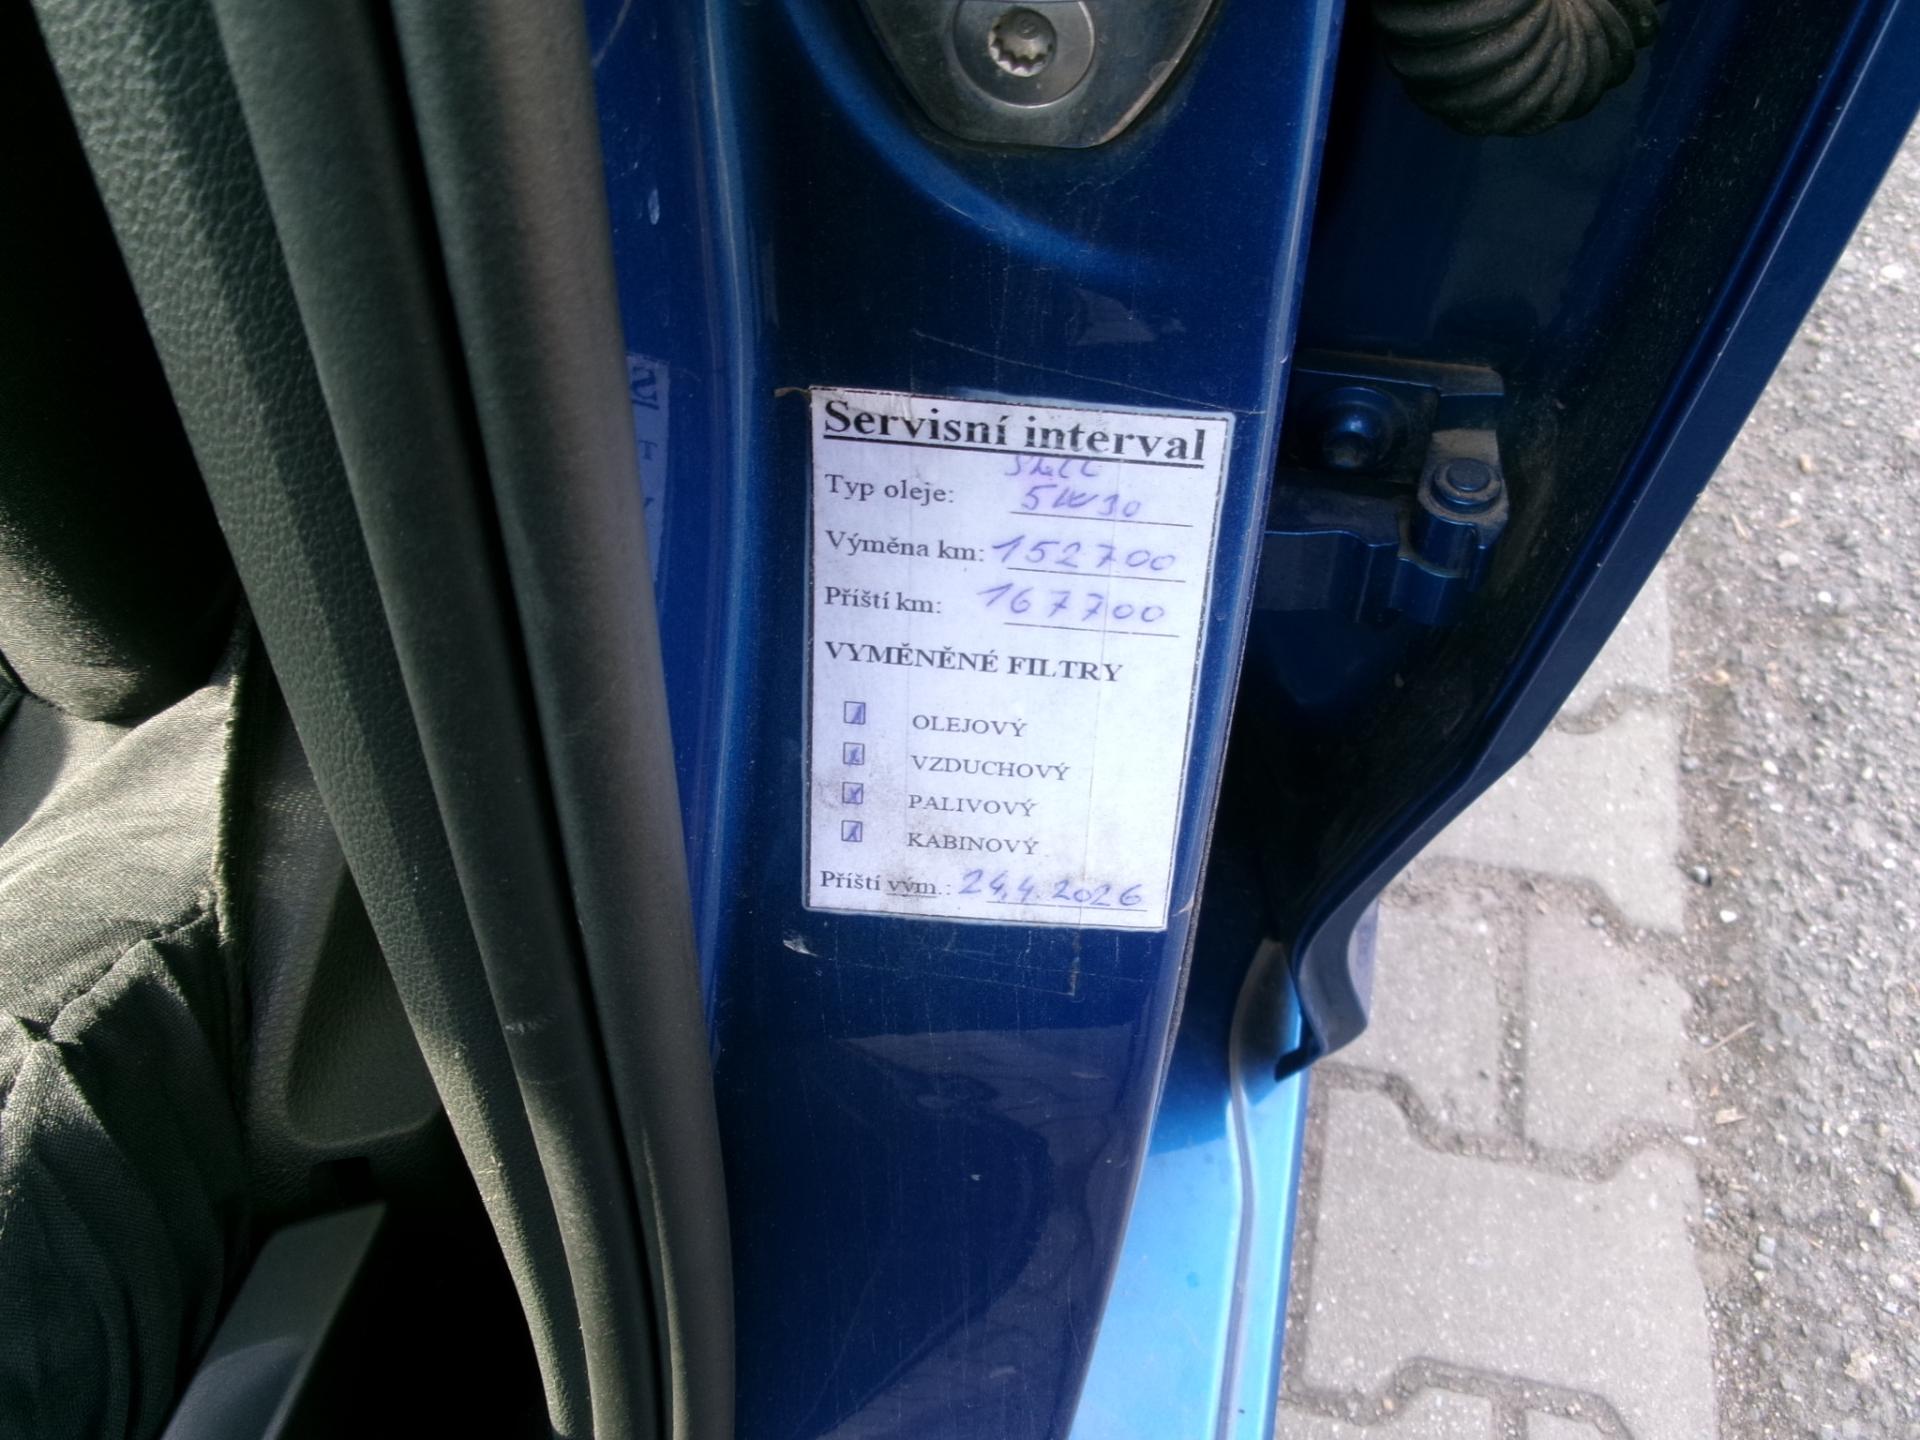 Servisní interval
Shell
Typ oleje: 5W30
Výměna km: 152700
Příští km: 167700
VYMĚNĚNÉ FILTRY
OLEJOVÝ
VZDUCHOVÝ
PALIVOVÝ
KABINOVÝ
Příští vým.: 24.4.2026